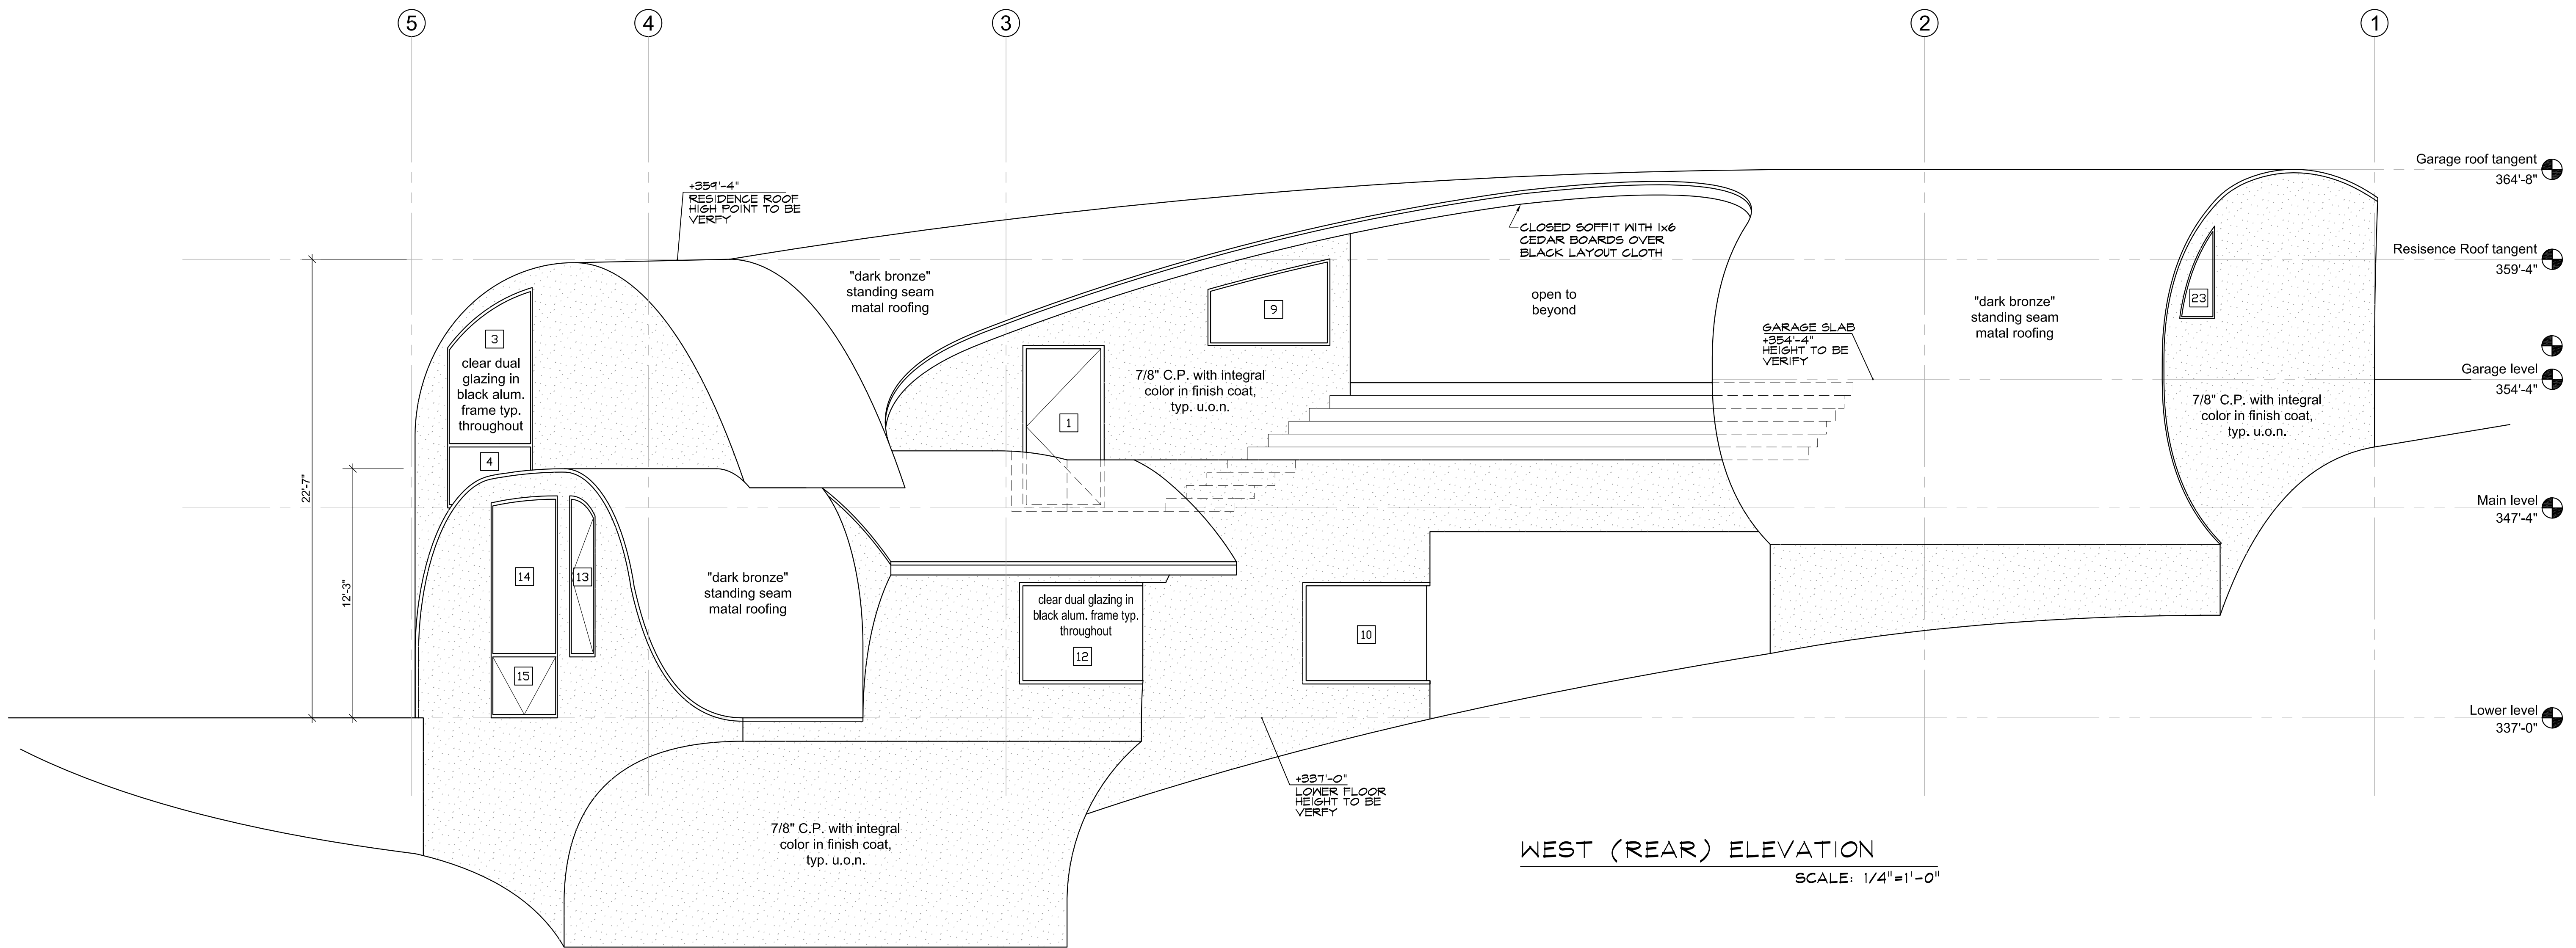 5
4
3
2
1
Garage roof tangent
364'-8"
+359'-4"
RESIDENCE ROOF
HIGH POINT TO BE
VERFY
CLOSED SOFFIT WITH 1x6
CEDAR BOARDS OVER
BLACK LAYOUT CLOTH
Resisence Roof tangent
359'-4"
"dark bronze"
standing seam
matal roofing
open to
beyond
"dark bronze"
standing seam
matal roofing
23
9
3
clear dual
glazing in
black alum.
frame typ.
throughout
GARAGE SLAB
+354'-4"
HEIGHT TO BE
VERIFY
Garage level
354'-4"
7/8" C.P. with integral
color in finish coat,
typ. u.o.n.
1
7/8" C.P. with integral
color in finish coat,
typ. u.o.n.
4
22'-7"
Main level
347'-4"
12'-3"
14
13
"dark bronze"
standing seam
matal roofing
clear dual glazing in
black alum. frame typ.
throughout
12
10
15
Lower level
337'-0"
+337'-0"
LOWER FLOOR
HEIGHT TO BE
VERFY
7/8" C.P. with integral
color in finish coat,
typ. u.o.n.
WEST (REAR) ELEVATION
SCALE: 1/4"=1'-0"